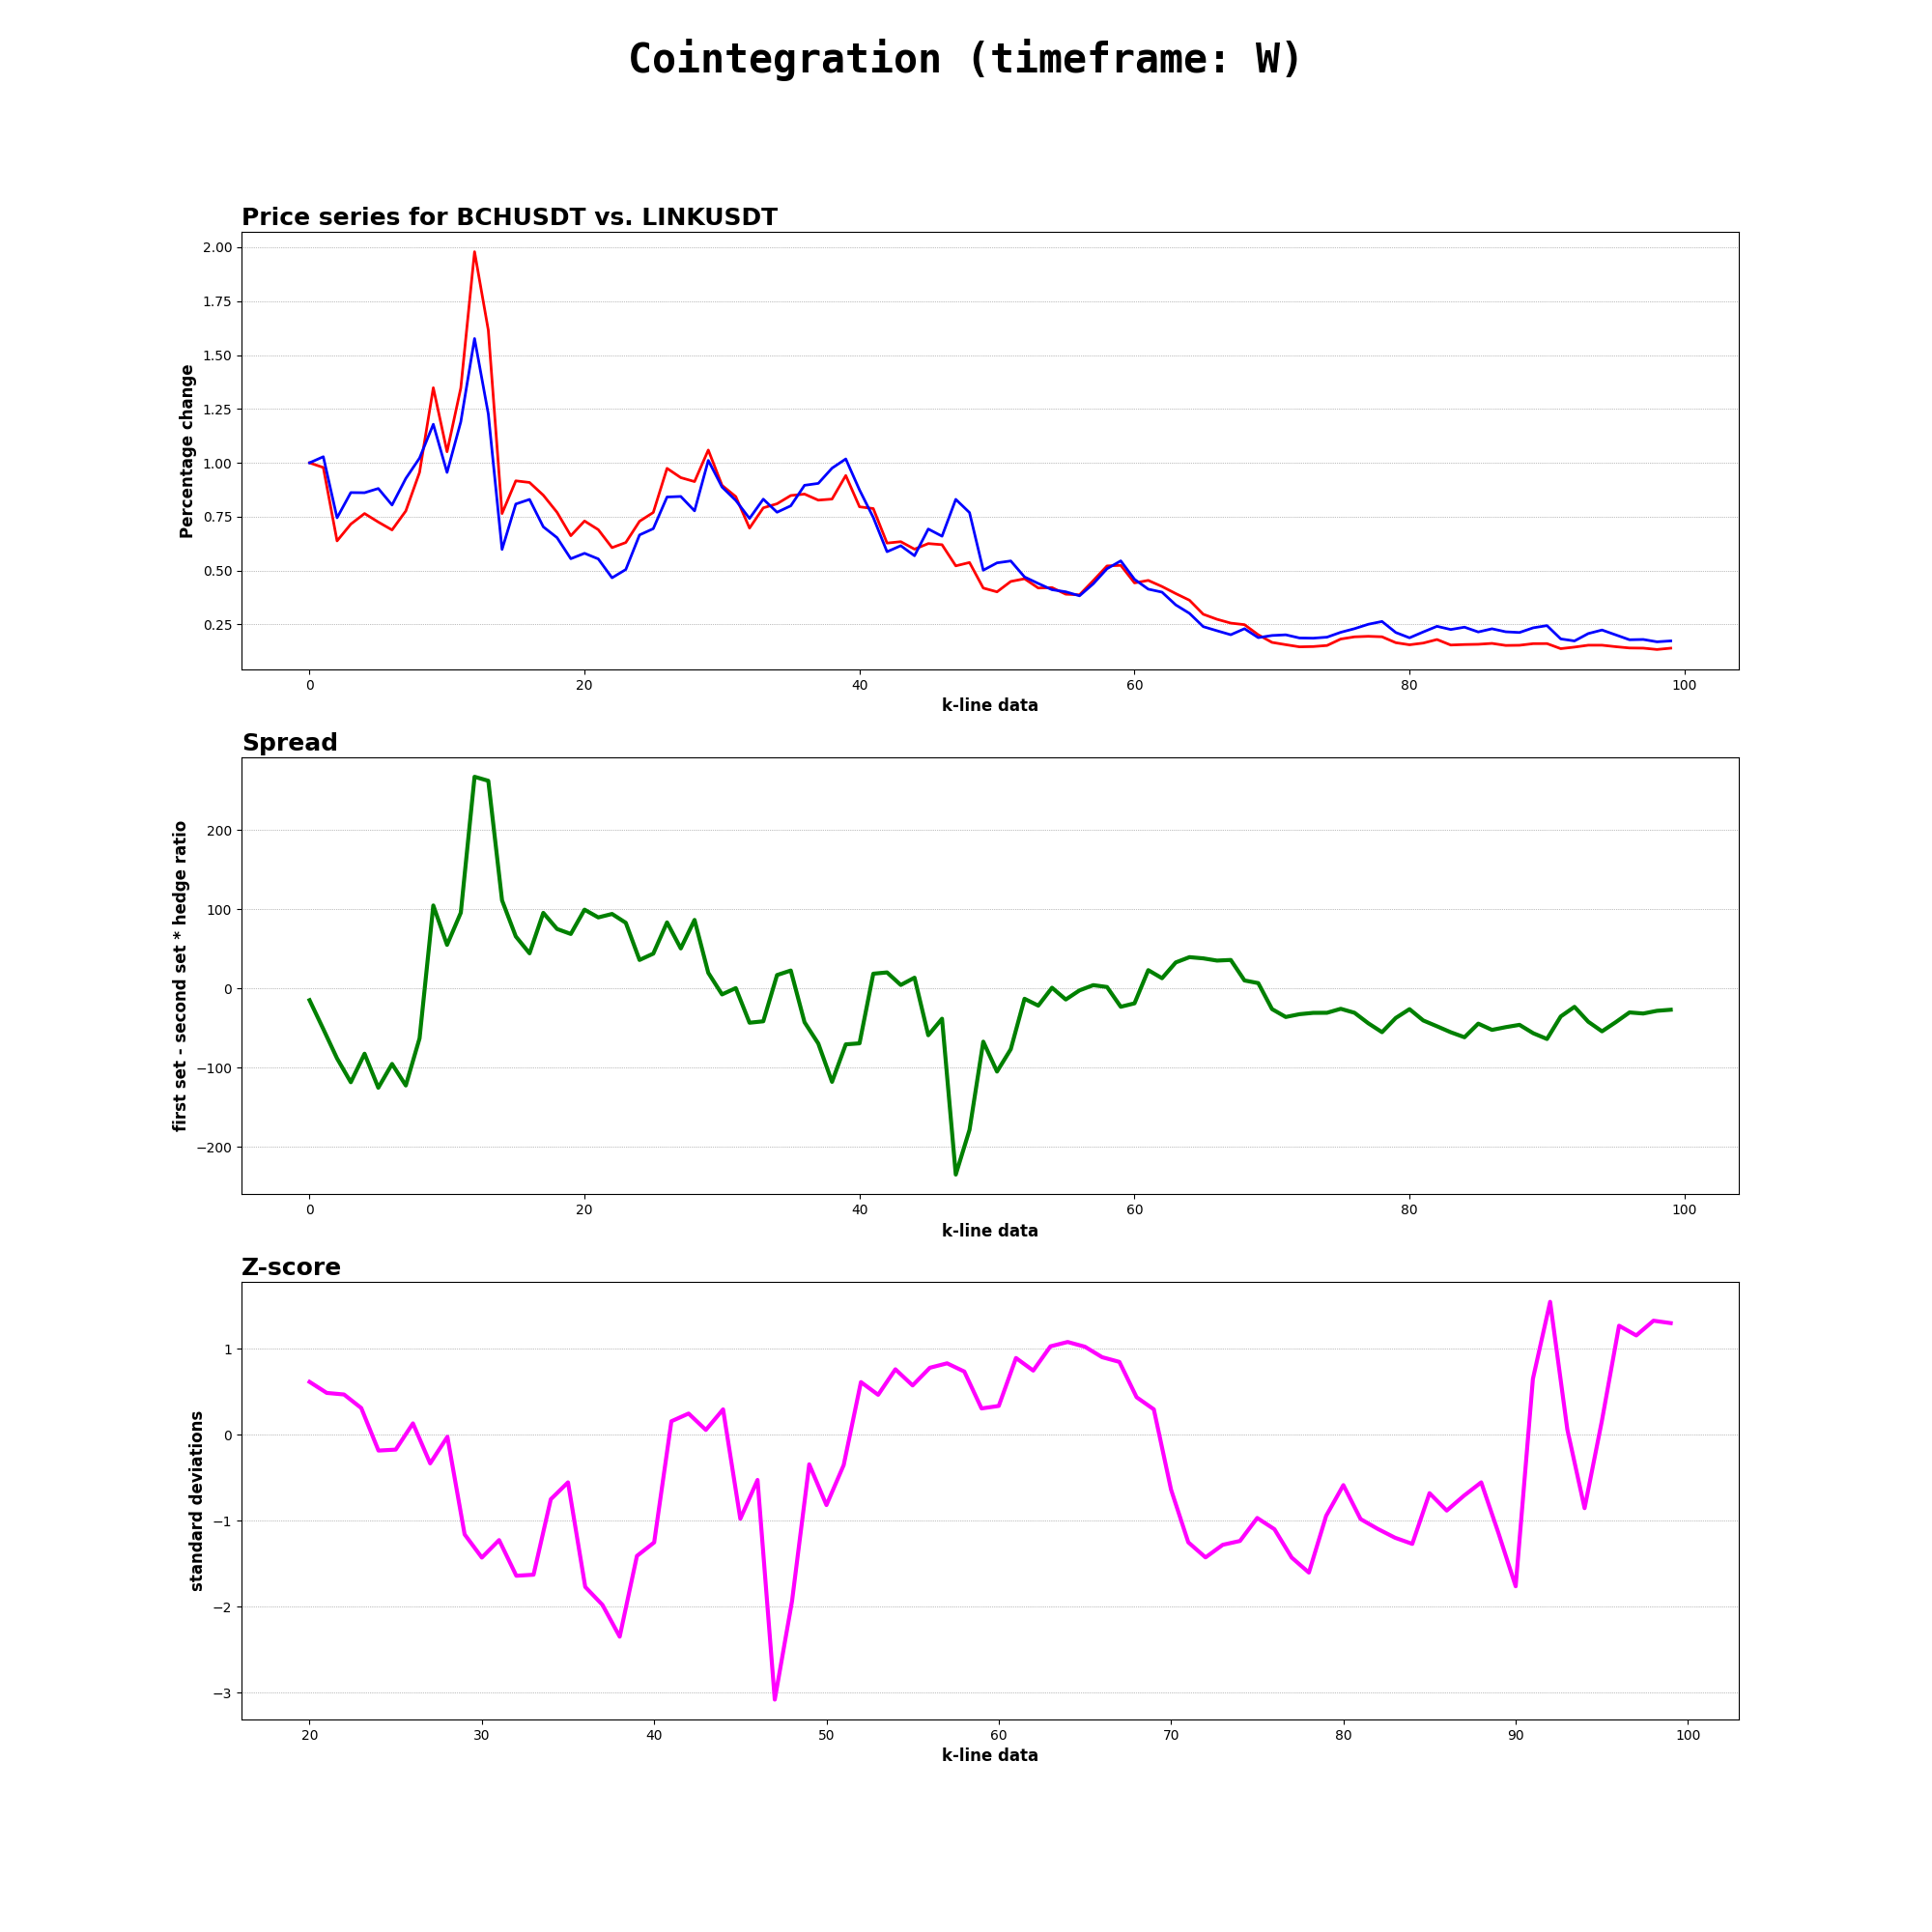 Cointegration (timeframe: W)
Price series for BCHUSDT vs. LINKUSDT
Percentage change
2.00
1.75
1.50
1.25
1.00
0.75
0.50
0.25
0 20 40 60 80 100
k-line data
Spread
first set - second set * hedge ratio
200
100
0
−100
−200
0 20 40 60 80 100
k-line data
Z-score
standard deviations
1
0
−1
−2
−3
20 30 40 50 60 70 80 90 100
k-line data